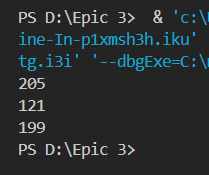 PS D:\Epic 3>  & 'c:\
ine-In-p1xmsh3h.iku'
tg.i3i' '--dbgExe=C:\
205
121
199
PS D:\Epic 3>